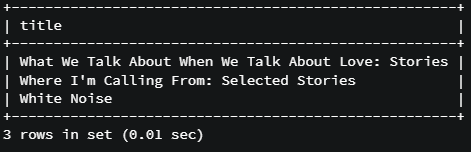 +--------------------------------------------------+
| title                                            |
+--------------------------------------------------+
| What We Talk About When We Talk About Love: Stories |
| Where I'm Calling From: Selected Stories         |
| White Noise                                      |
+--------------------------------------------------+
3 rows in set (0.01 sec)